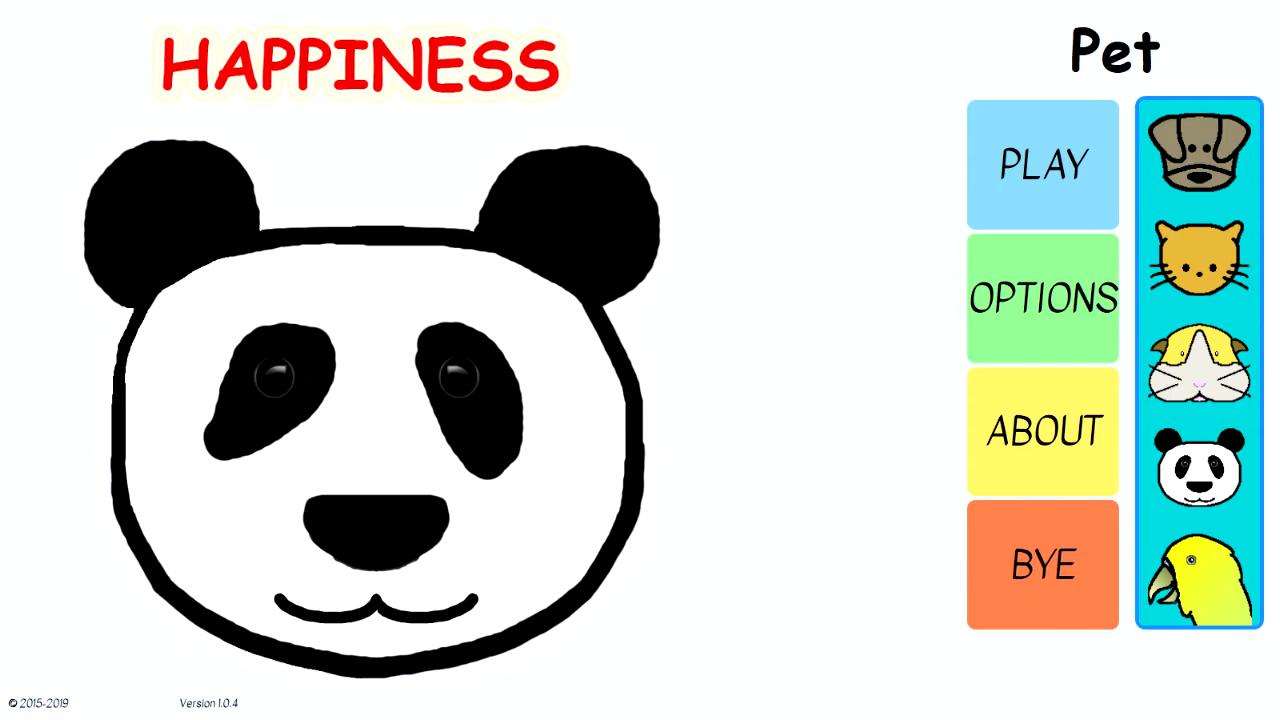 HAPPINESS
Pet
PLAY
OPTIONS
ABOUT
BYE
© 2015-2019
Version 1.0.4